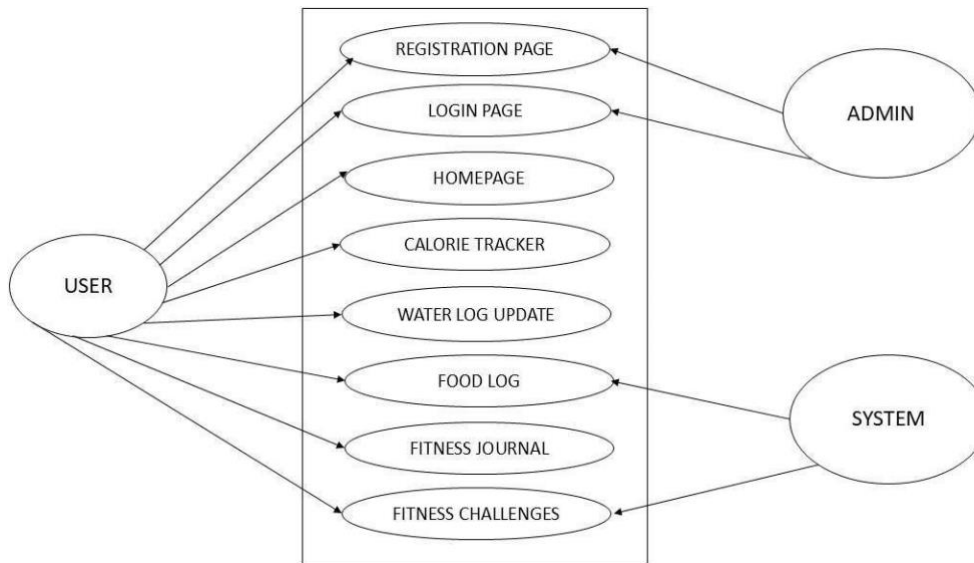 REGISTRATION PAGE
LOGIN PAGE
ADMIN
HOMEPAGE
CALORIE TRACKER
USER
WATER LOG UPDATE
FOOD LOG
SYSTEM
FITNESS JOURNAL
FITNESS CHALLENGES